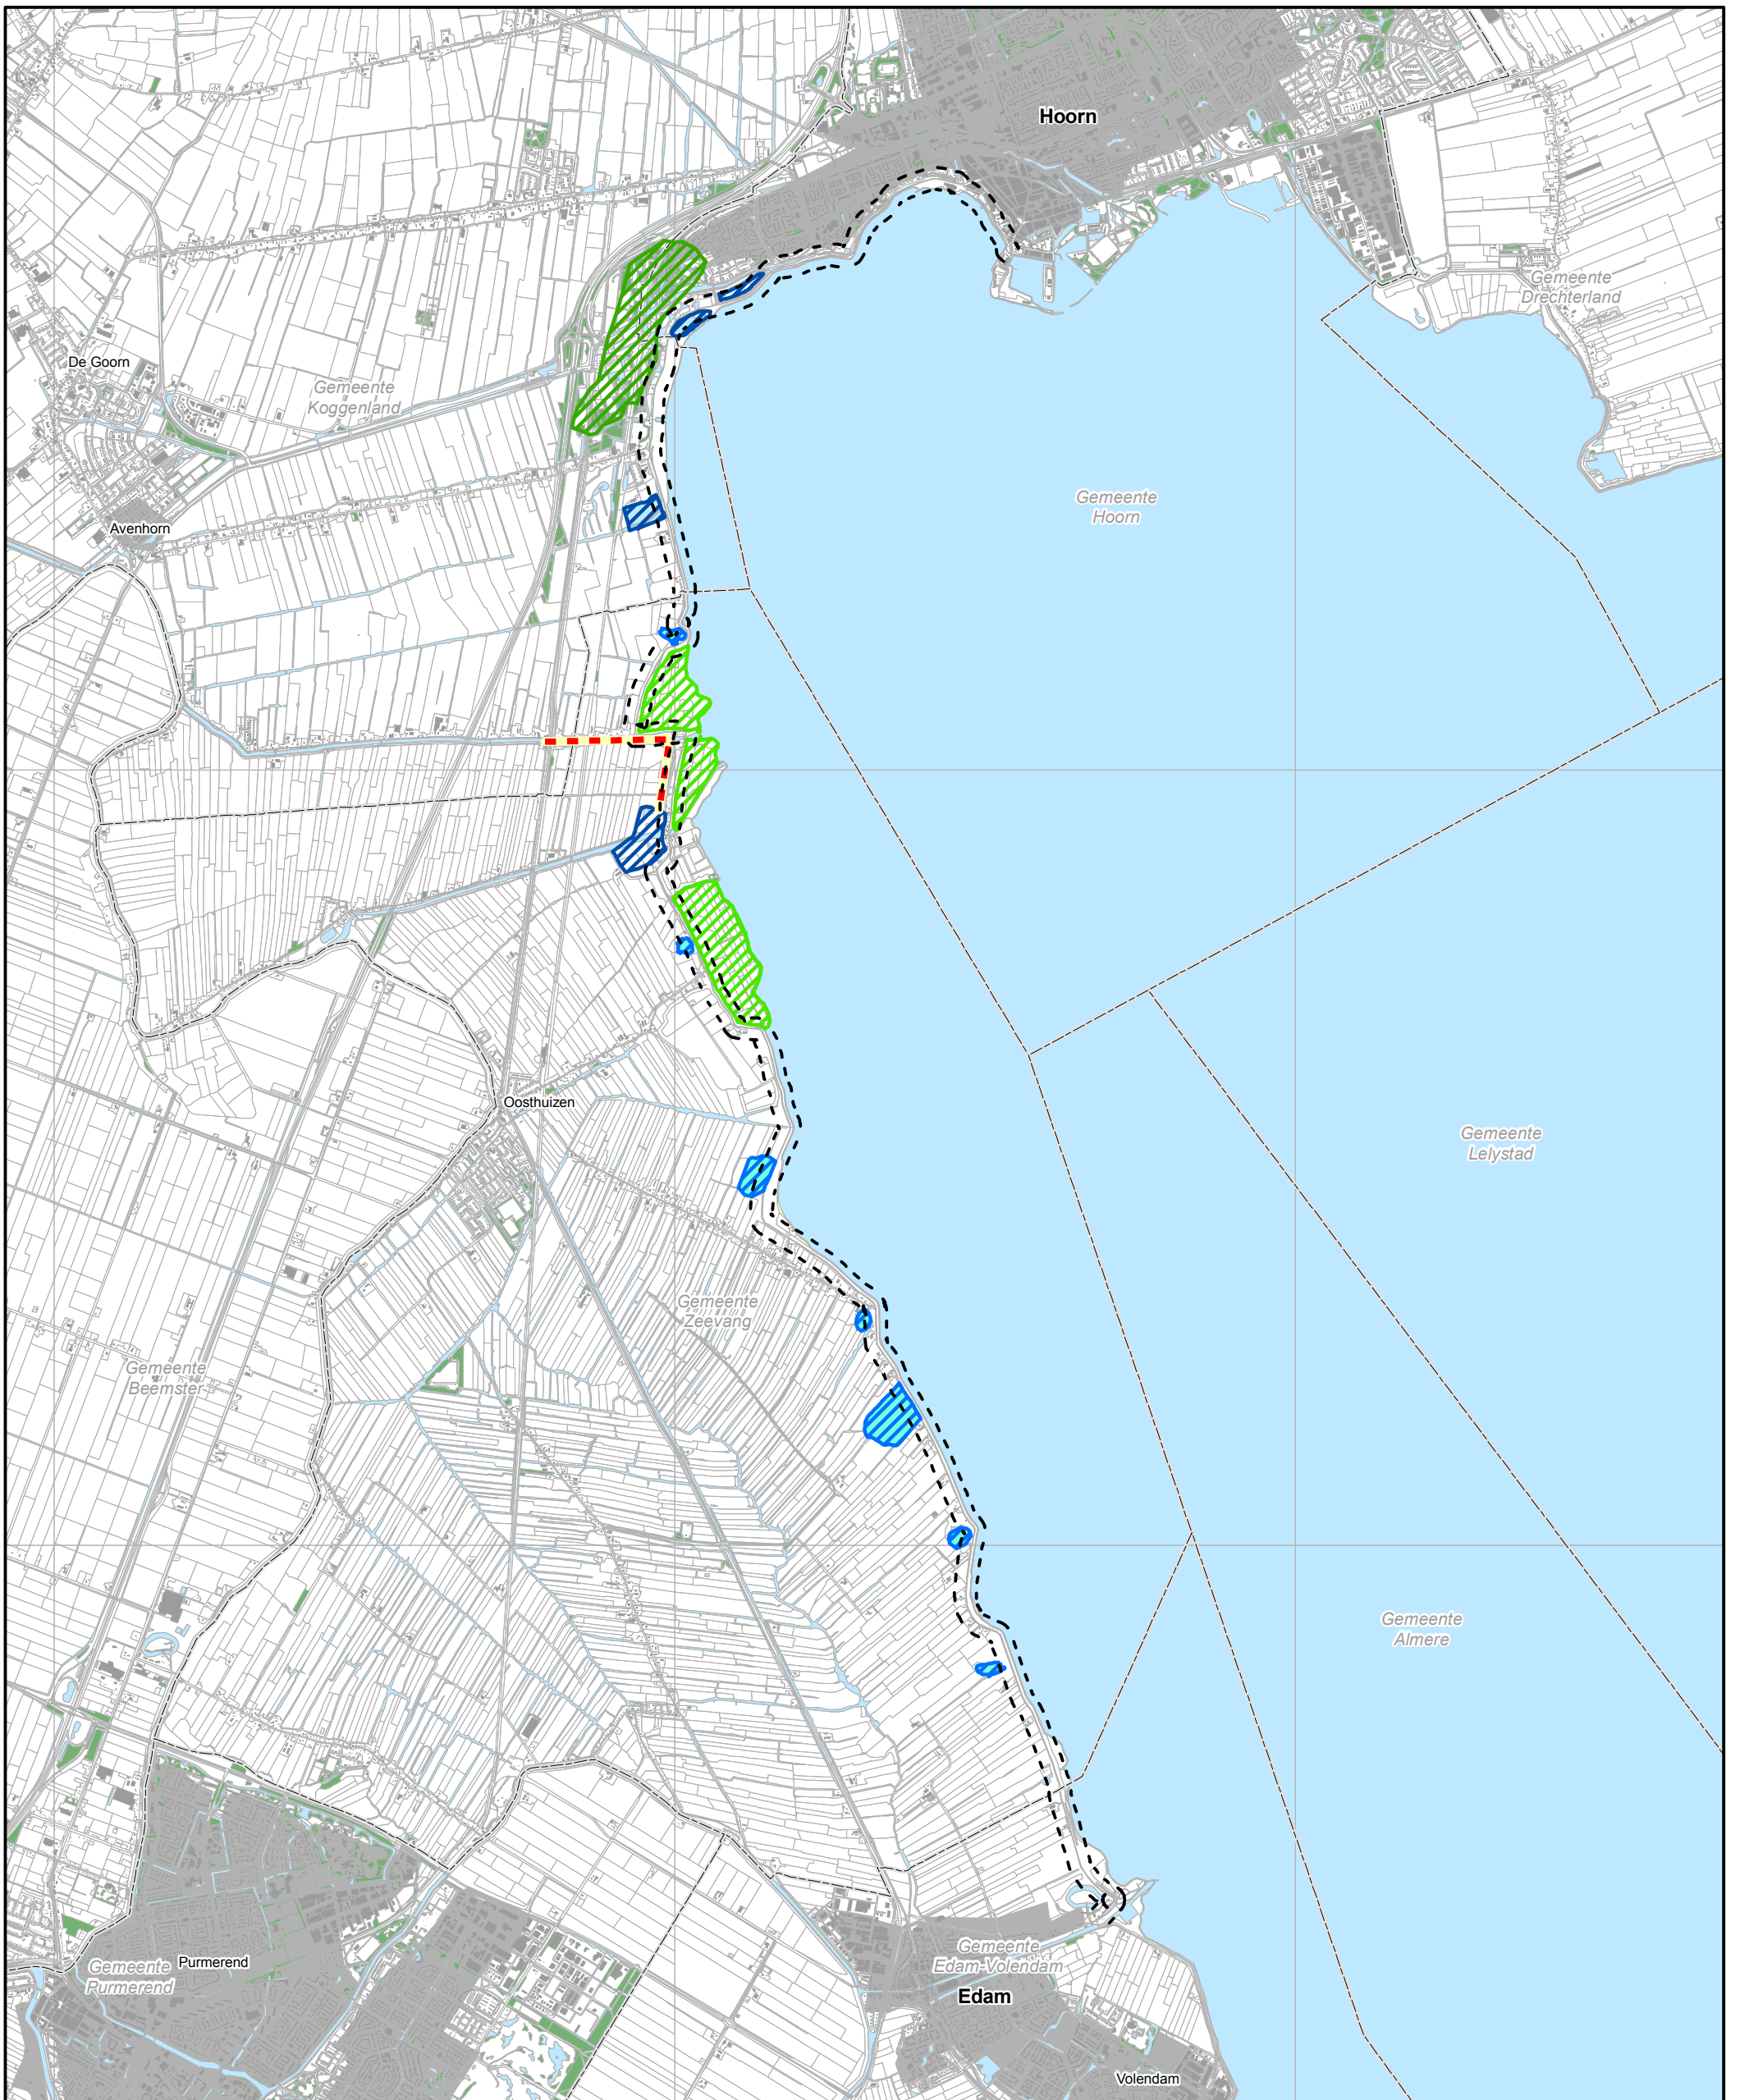 Hoorn
Gemeente
Drechterland
De Goorn
Gemeente
Koggenland
Gemeente
Hoorn
Avenhorn
Oosthuizen
Gemeente
Lelystad
Gemeente
Zeevang
Gemeente
Beemster
Gemeente
Almere
Gemeente
Edam-Volendam
Purmerend
Gemeente
Purmerend
Edam
Volendam